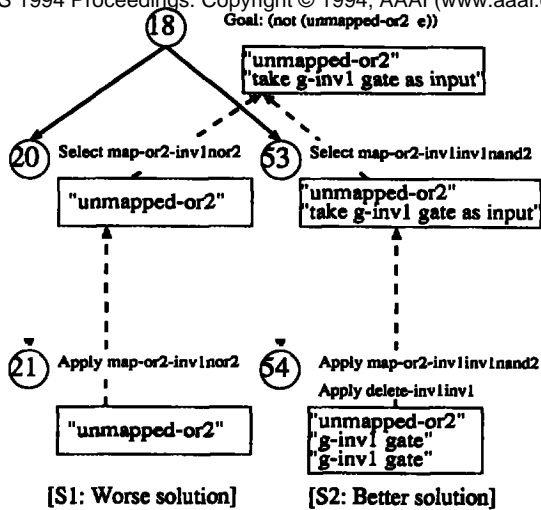 S 1994 Proceedings. Copyright © 1994, AAAI (www.aaai.o
18
Goal: (not (unmapped-or2 e))
"unmapped-or2"
"take g-inv1 gate as input"
20 Select map-or2-inv1nor2
53 Select map-or2-inv1inv1nand2
"unmapped-or2"
"unmapped-or2"
"take g-inv1 gate as input"
21 Apply map-or2-inv1nor2
54 Apply map-or2-inv1inv1nand2
Apply delete-inv1inv1
"unmapped-or2"
"unmapped-or2"
"g-inv1 gate"
"g-inv1 gate"
[S1: Worse solution]
[S2: Better solution]